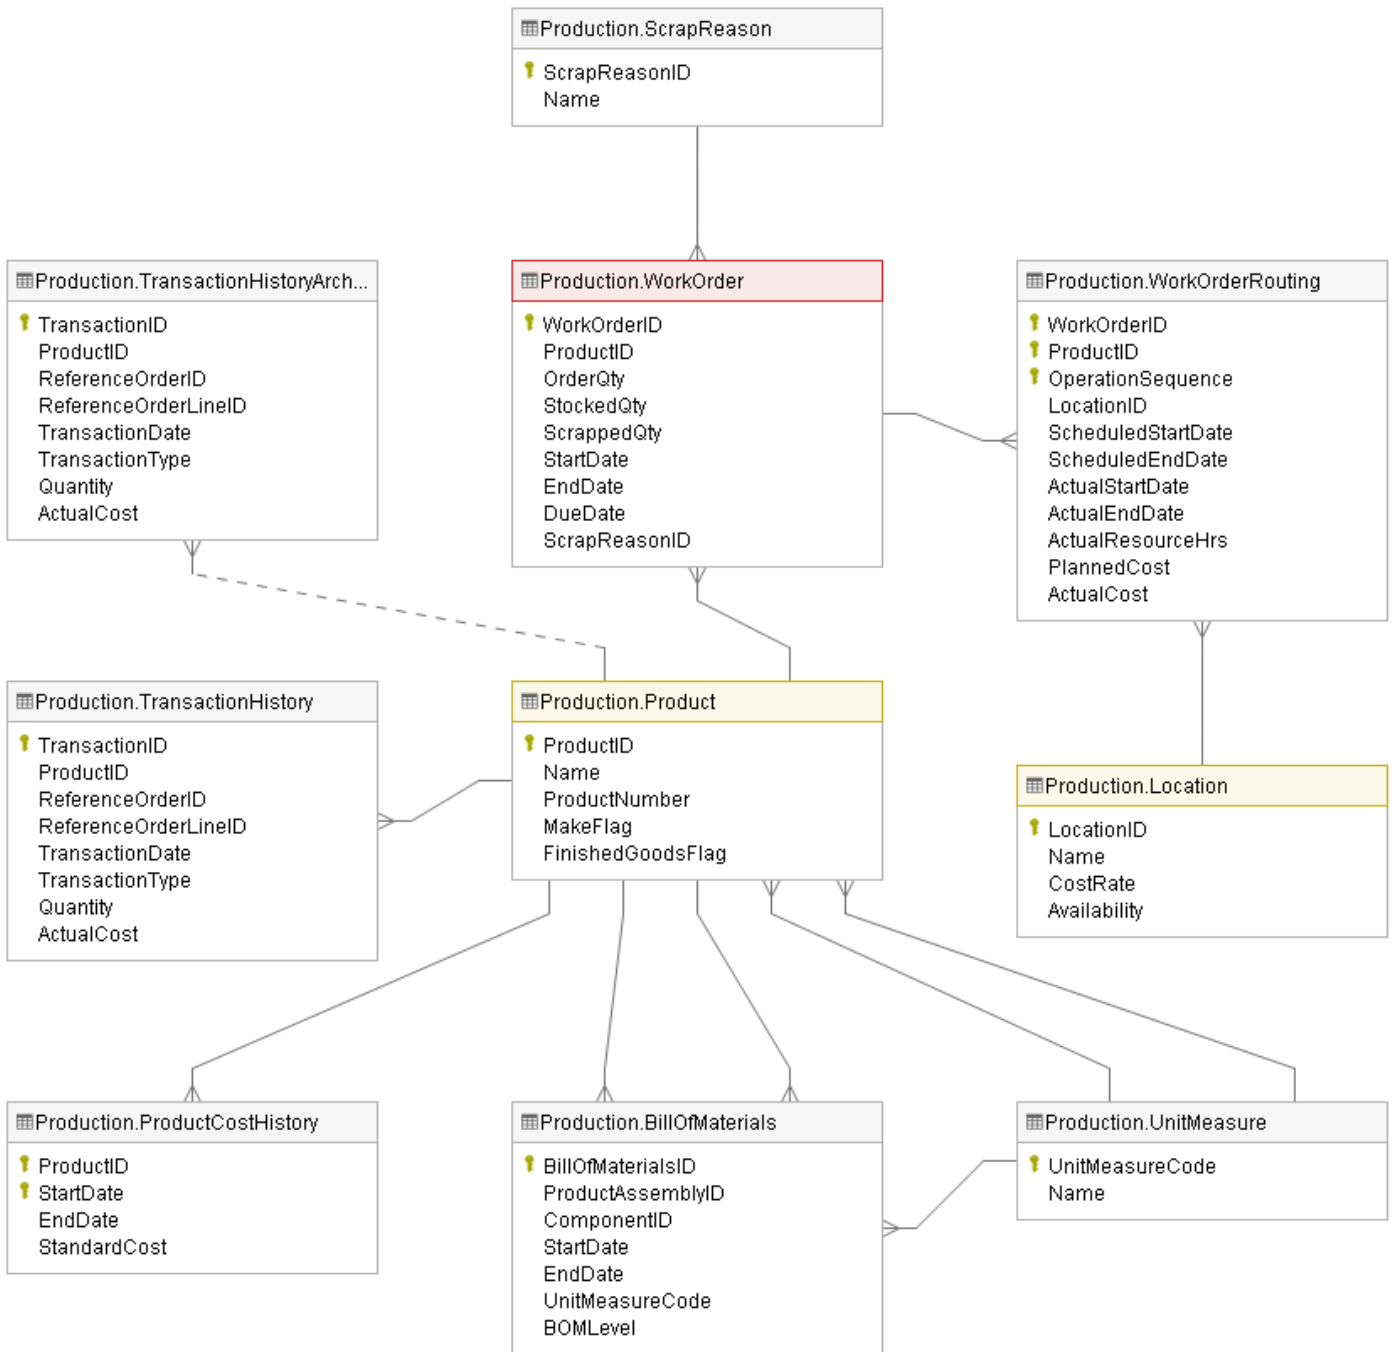 Production.ScrapReason
ScrapReasonID
Name
Production.TransactionHistoryArch...
TransactionID
ProductID
ReferenceOrderID
ReferenceOrderLineID
TransactionDate
TransactionType
Quantity
ActualCost
Production.WorkOrder
WorkOrderID
ProductID
OrderQty
StockedQty
ScrappedQty
StartDate
EndDate
DueDate
ScrapReasonID
Production.WorkOrderRouting
WorkOrderID
ProductID
OperationSequence
LocationID
ScheduledStartDate
ScheduledEndDate
ActualStartDate
ActualEndDate
ActualResourceHrs
PlannedCost
ActualCost
Production.TransactionHistory
TransactionID
ProductID
ReferenceOrderID
ReferenceOrderLineID
TransactionDate
TransactionType
Quantity
ActualCost
Production.Product
ProductID
Name
ProductNumber
MakeFlag
FinishedGoodsFlag
Production.Location
LocationID
Name
CostRate
Availability
Production.ProductCostHistory
ProductID
StartDate
EndDate
StandardCost
Production.BillOfMaterials
BillOfMaterialsID
ProductAssemblyID
ComponentID
StartDate
EndDate
UnitMeasureCode
BOMLevel
Production.UnitMeasure
UnitMeasureCode
Name